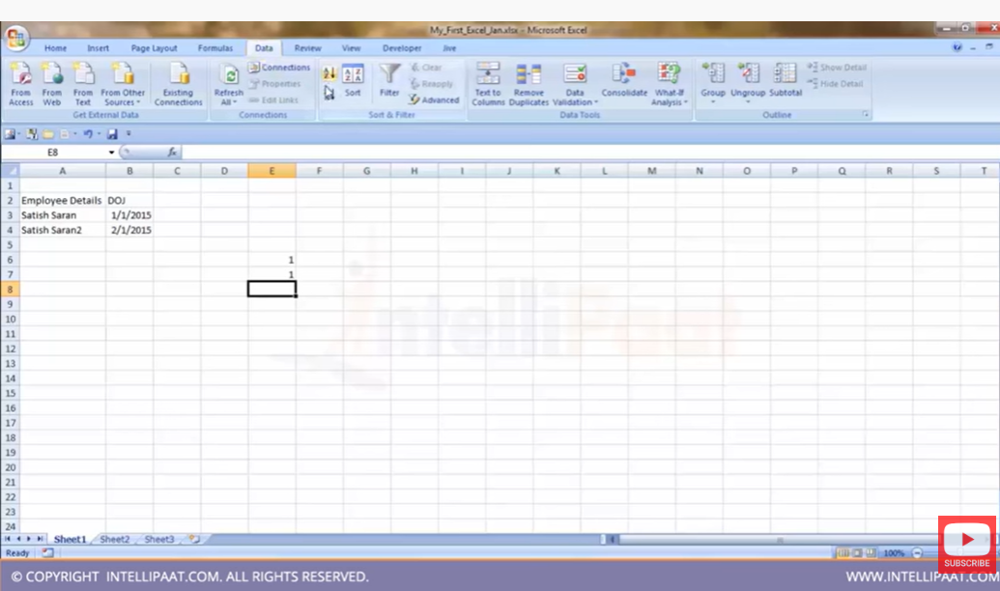 My_First_Excel_Jan.xlsx - Microsoft Excel
Home Insert Page Layout Formulas Data Review View Developer Jive
From Access From Web From Text From Other Sources Existing Connections Refresh All Connections Properties Edit Links Sort Filter Clear Reapply Advanced Text to Columns Remove Duplicates Data Validation Consolidate What-If Analysis Group Ungroup Subtotal Show Detail Hide Detail
Get External Data Connections Sort & Filter Data Tools Outline
E8 fx
A B C D E F G H I J K L M N O P Q R S T
1
2 Employee Details DOJ
3 Satish Saran 1/1/2015
4 Satish Saran2 2/1/2015
5
6 1
7 1
8
9
10
11
12
13
14
15
16
17
18
19
20
21
22
23
24
IntelliPaat
Sheet1 Sheet2 Sheet3
Ready 100%
SUBSCRIBE
© COPYRIGHT INTELLIPAAT.COM. ALL RIGHTS RESERVED. WWW.INTELLIPAAT.COM